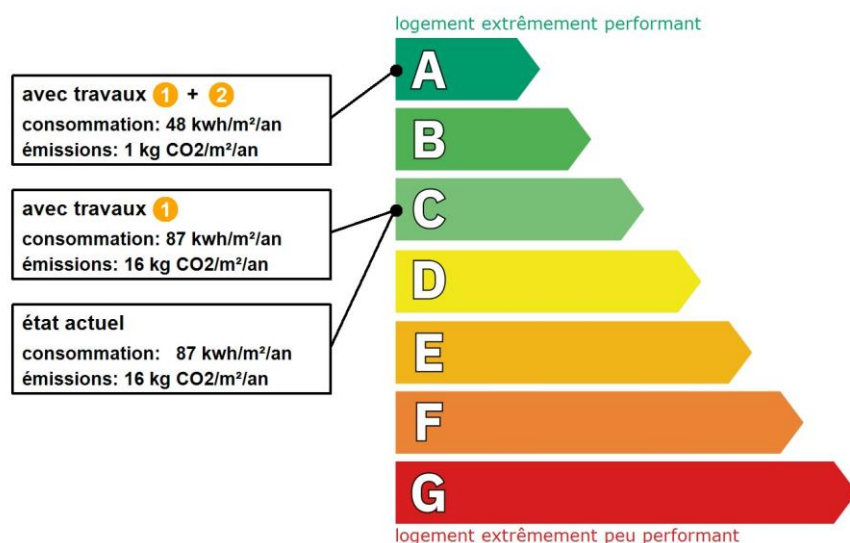 logement extrêmement performant
avec travaux 1 + 2
consommation: 48 kwh/m²/an
émissions: 1 kg CO2/m²/an
avec travaux 1
consommation: 87 kwh/m²/an
émissions: 16 kg CO2/m²/an
état actuel
consommation: 87 kwh/m²/an
émissions: 16 kg CO2/m²/an
A
B
C
D
E
F
G
logement extrêmement peu performant